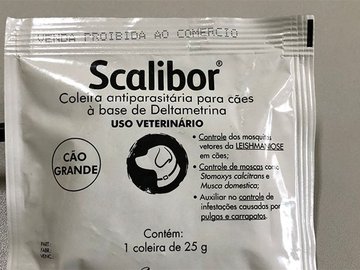 VENDA PROIBIDA AO COMERCIO
Scalibor®
Coleira antiparasitária para cães
à base de Deltametrina
USO VETERINÁRIO
CÃO
GRANDE
• Controle dos mosquitos
vetores da LEISHMANIOSE
em cães;
• Controle de moscas como
Stomoxys calcitrans e
Musca domestica;
• Auxiliar no controle de
infestações causadas por
pulgas e carrapatos.
Contém:
1 coleira de 25 g
PART.:
FABR.:
VENC.: